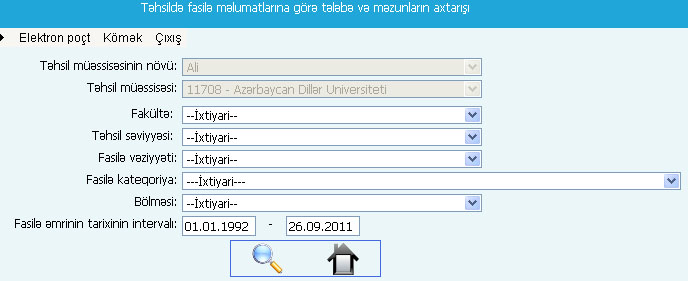 Təhsildə fasilə məlumatlarına görə tələbə və məzunların axtarışı
Elektron poçt Kömək Çıxış
Təhsil müəssisəsinin növü: Ali
Təhsil müəssisəsi: 11708 - Azərbaycan Dillər Universiteti
Fakültə: --İxtiyari--
Təhsil səviyyəsi: --İxtiyari--
Fasilə vəziyyəti: --İxtiyari--
Fasilə kateqoriya: ---İxtiyari---
Bölməsi: --İxtiyari--
Fasilə əmrinin tarixinin intervalı: 01.01.1992 - 26.09.2011